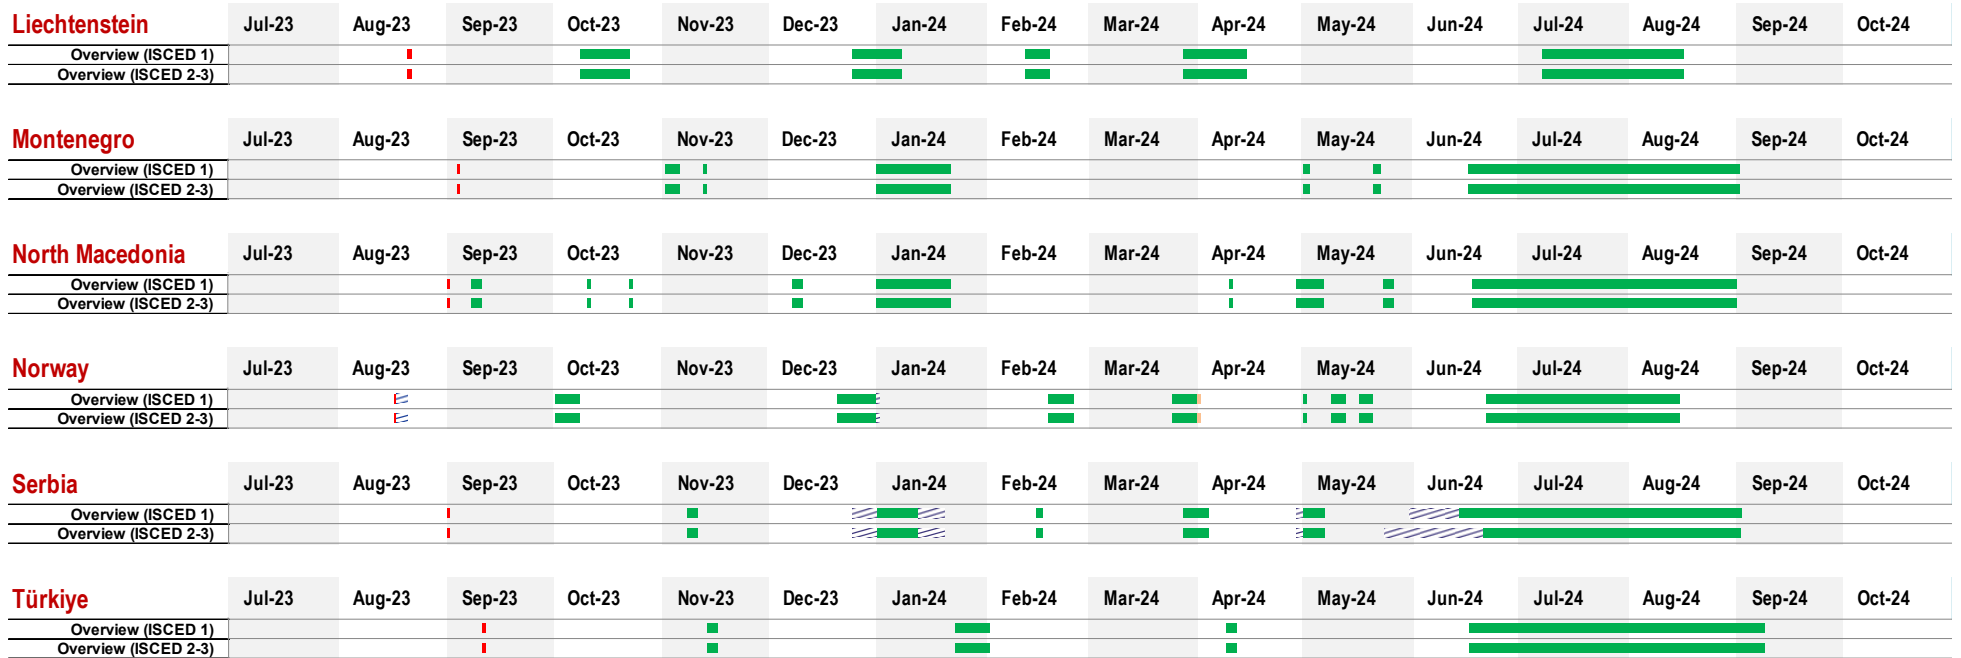 Liechtenstein Jul-23 Aug-23 Sep-23 Oct-23 Nov-23 Dec-23 Jan-24 Feb-24 Mar-24 Apr-24 May-24 Jun-24 Jul-24 Aug-24 Sep-24 Oct-24
Overview (ISCED 1)
Overview (ISCED 2-3)
Montenegro Jul-23 Aug-23 Sep-23 Oct-23 Nov-23 Dec-23 Jan-24 Feb-24 Mar-24 Apr-24 May-24 Jun-24 Jul-24 Aug-24 Sep-24 Oct-24
Overview (ISCED 1)
Overview (ISCED 2-3)
North Macedonia Jul-23 Aug-23 Sep-23 Oct-23 Nov-23 Dec-23 Jan-24 Feb-24 Mar-24 Apr-24 May-24 Jun-24 Jul-24 Aug-24 Sep-24 Oct-24
Overview (ISCED 1)
Overview (ISCED 2-3)
Norway Jul-23 Aug-23 Sep-23 Oct-23 Nov-23 Dec-23 Jan-24 Feb-24 Mar-24 Apr-24 May-24 Jun-24 Jul-24 Aug-24 Sep-24 Oct-24
Overview (ISCED 1)
Overview (ISCED 2-3)
Serbia Jul-23 Aug-23 Sep-23 Oct-23 Nov-23 Dec-23 Jan-24 Feb-24 Mar-24 Apr-24 May-24 Jun-24 Jul-24 Aug-24 Sep-24 Oct-24
Overview (ISCED 1)
Overview (ISCED 2-3)
Türkiye Jul-23 Aug-23 Sep-23 Oct-23 Nov-23 Dec-23 Jan-24 Feb-24 Mar-24 Apr-24 May-24 Jun-24 Jul-24 Aug-24 Sep-24 Oct-24
Overview (ISCED 1)
Overview (ISCED 2-3)